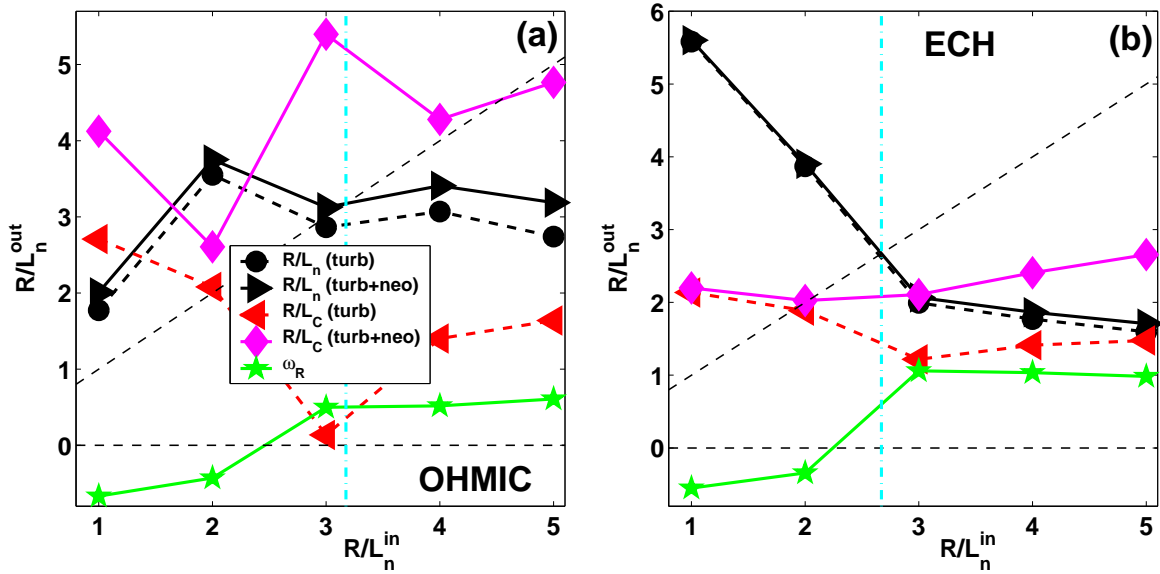 (a)
5
4
3
2
1
0
R/L_n^out
R/L_n (turb)
R/L_n (turb+neo)
R/L_C (turb)
R/L_C (turb+neo)
ω_R
OHMIC
1 2 3 4 5
R/L_n^in
ECH
(b)
6
5
4
3
2
1
0
R/L_n^out
1 2 3 4 5
R/L_n^in